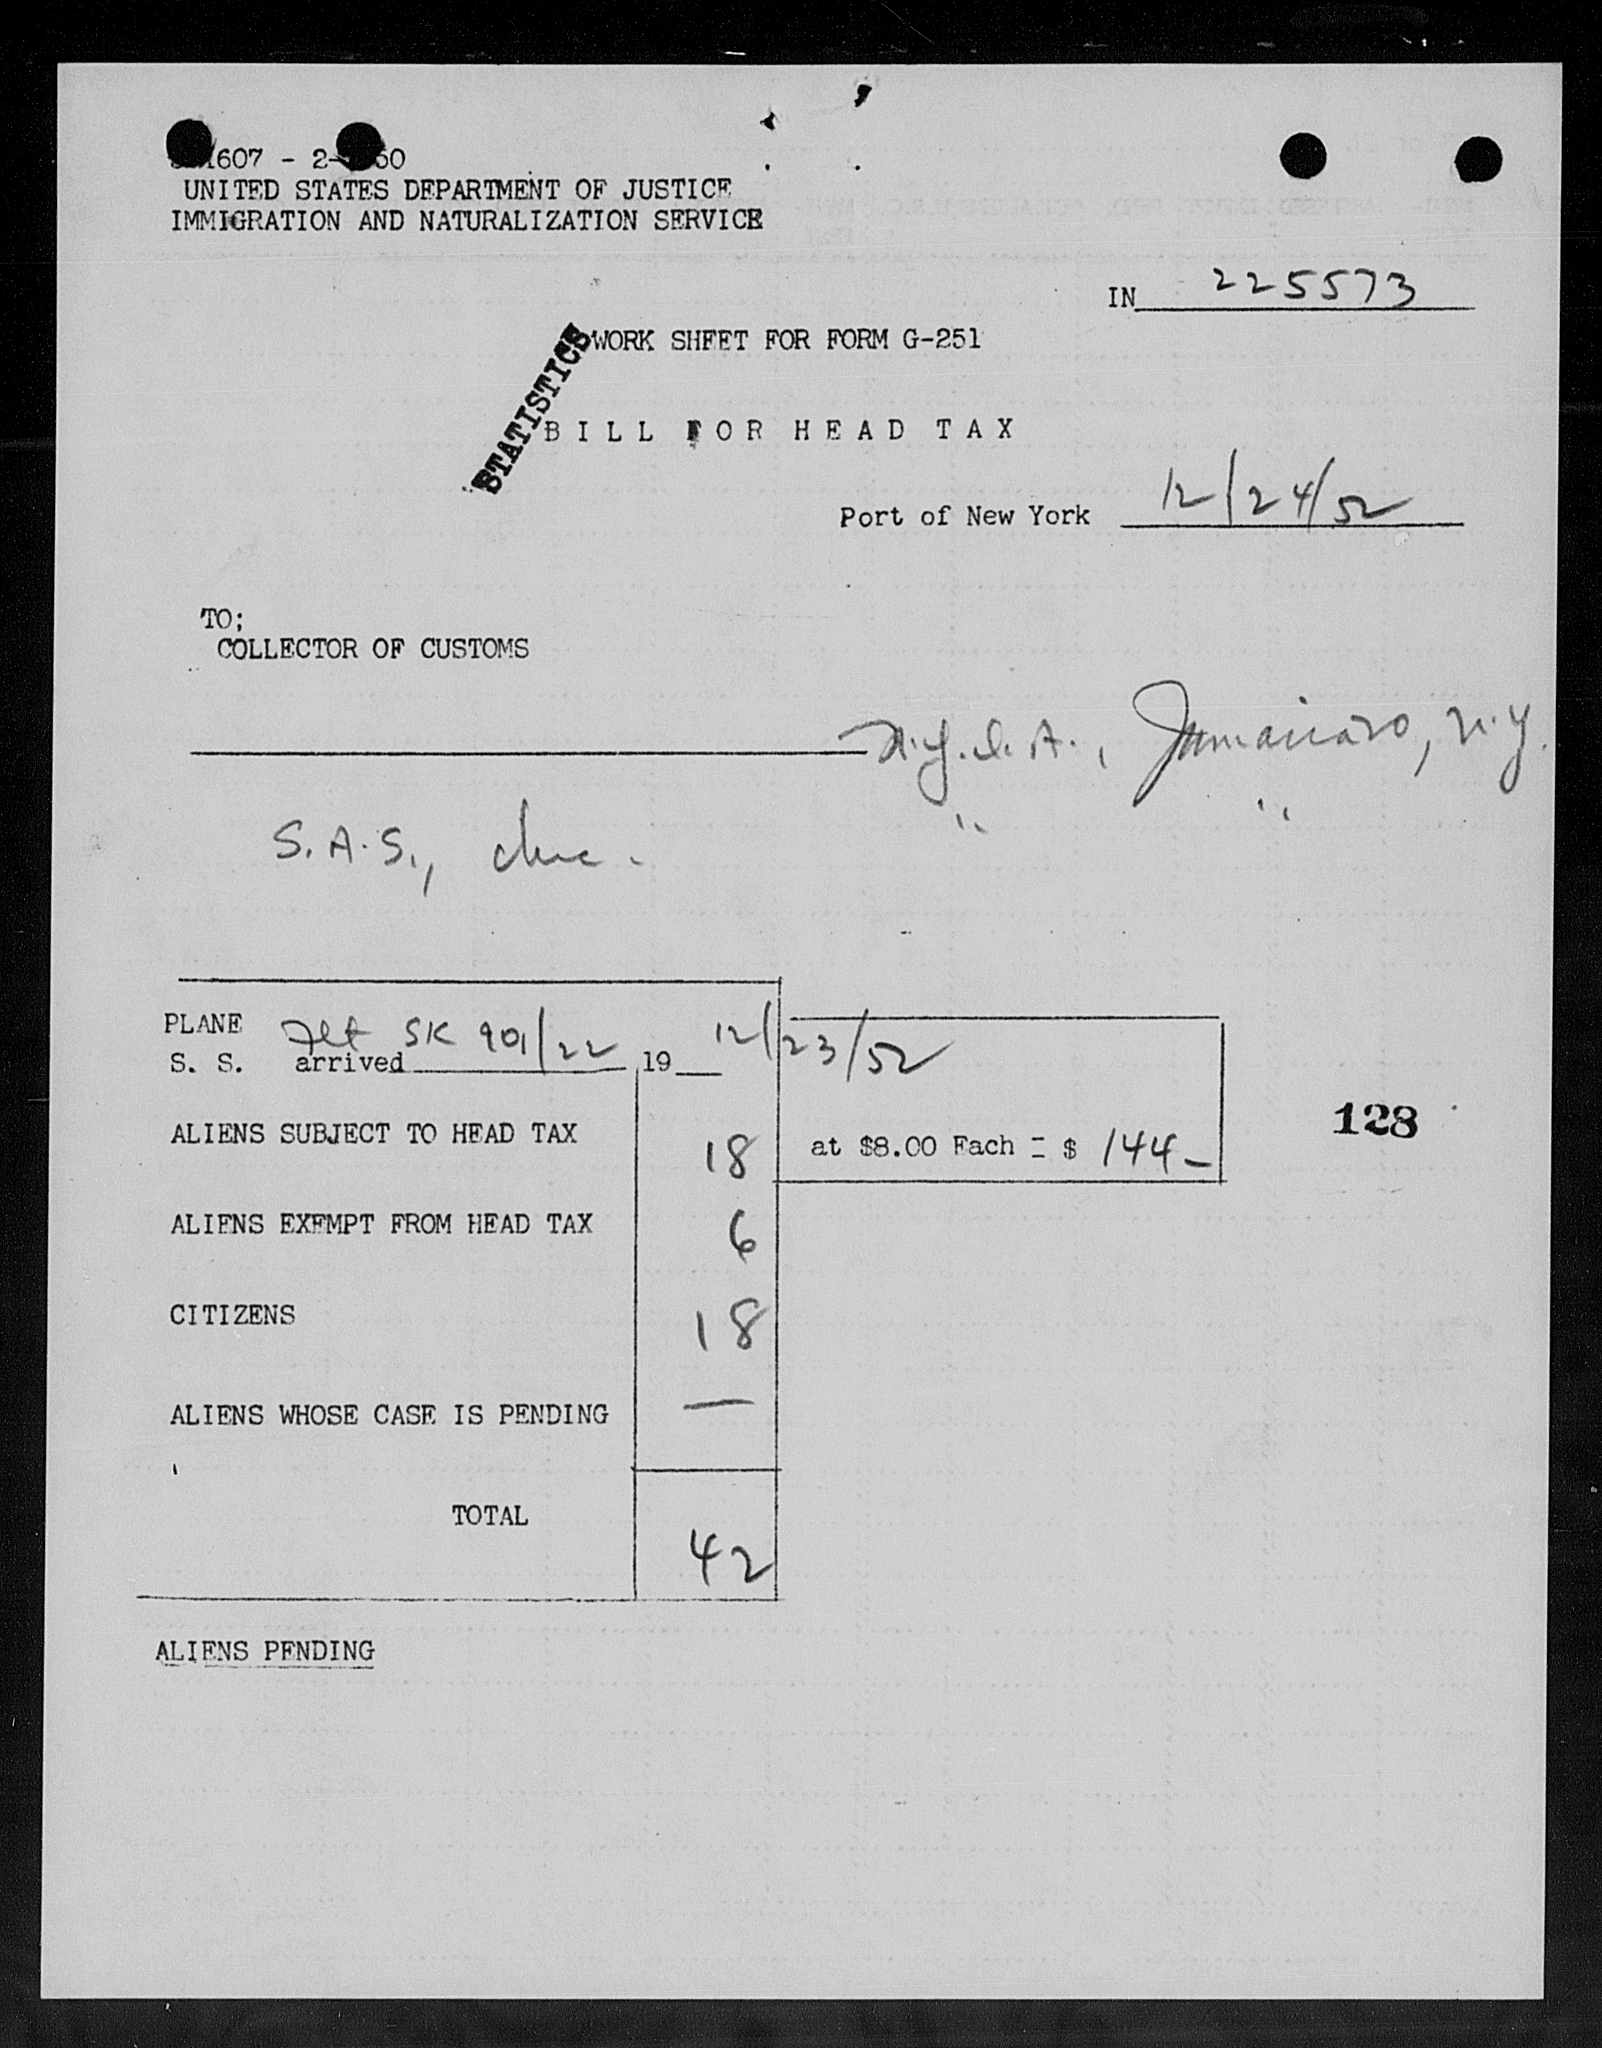 1607 - 2- 50
UNITED STATES DEPARTMENT OF JUSTICE
IMMIGRATION AND NATURALIZATION SERVICE
IN 225573
STATISTICS
WORK SHEET FOR FORM G-251
BILL FOR HEAD TAX
Port of New York 12/24/52
TO;
COLLECTOR OF CUSTOMS
N.Y.I.A., N.Y.
" "
S.A.S., Inc.
PLANE Flt SK 901/22 12/23/52
S. S. arrived 19
ALIENS SUBJECT TO HEAD TAX 18 at $8.00 Each = $ 144-
128
ALIENS EXEMPT FROM HEAD TAX 6
CITIZENS 18
ALIENS WHOSE CASE IS PENDING —
TOTAL 42
ALIENS PENDING